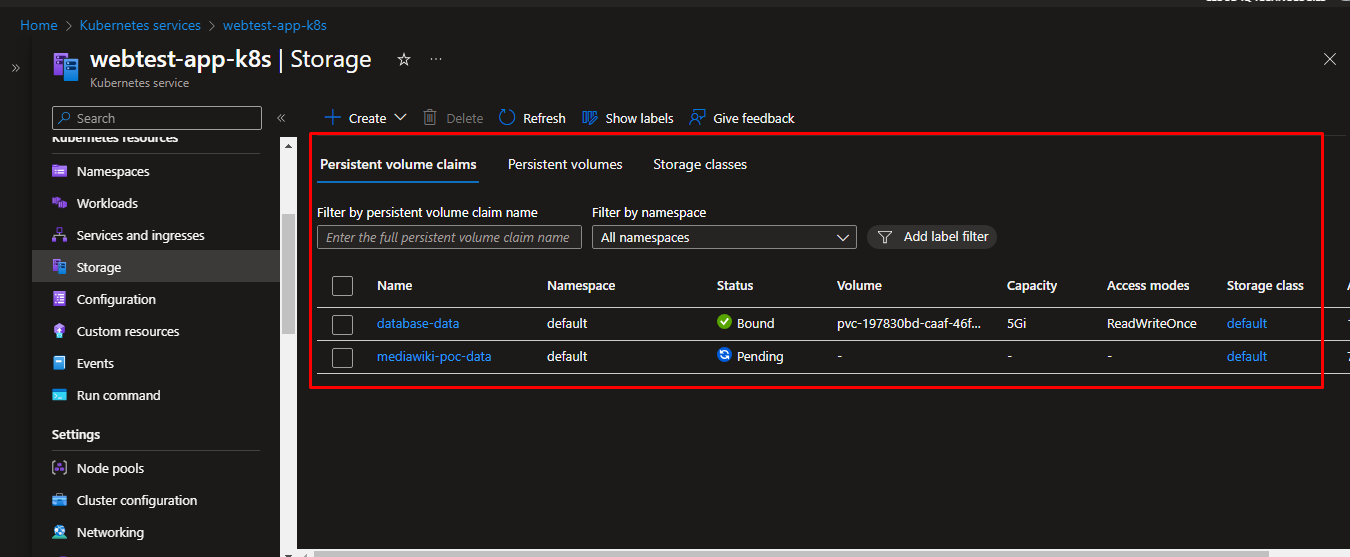 Home > Kubernetes services > webtest-app-k8s
webtest-app-k8s | Storage
Kubernetes service
Search
Kubernetes resources
Namespaces
Workloads
Services and ingresses
Storage
Configuration
Custom resources
Events
Run command
Settings
Node pools
Cluster configuration
Networking
Create Delete Refresh Show labels Give feedback
Persistent volume claims Persistent volumes Storage classes
Filter by persistent volume claim name Filter by namespace
Enter the full persistent volume claim name All namespaces Add label filter
Name Namespace Status Volume Capacity Access modes Storage class
database-data default Bound pvc-197830bd-caaf-46f... 5Gi ReadWriteOnce default
mediawiki-poc-data default Pending - - - default